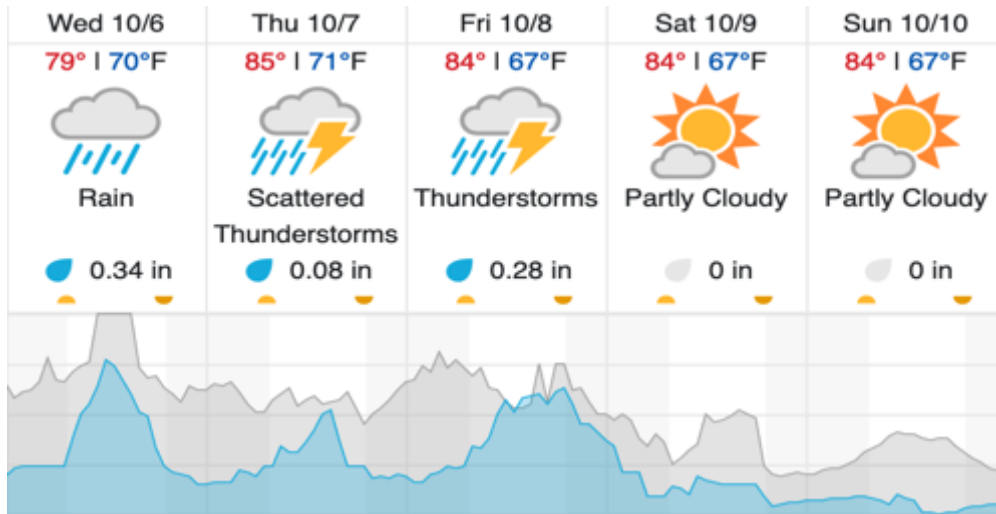 Wed 10/6 Thu 10/7 Fri 10/8 Sat 10/9 Sun 10/10
79° | 70°F 85° | 71°F 84° | 67°F 84° | 67°F 84° | 67°F
Rain Scattered Thunderstorms Partly Cloudy Partly Cloudy
Thunderstorms
0.34 in 0.08 in 0.28 in 0 in 0 in